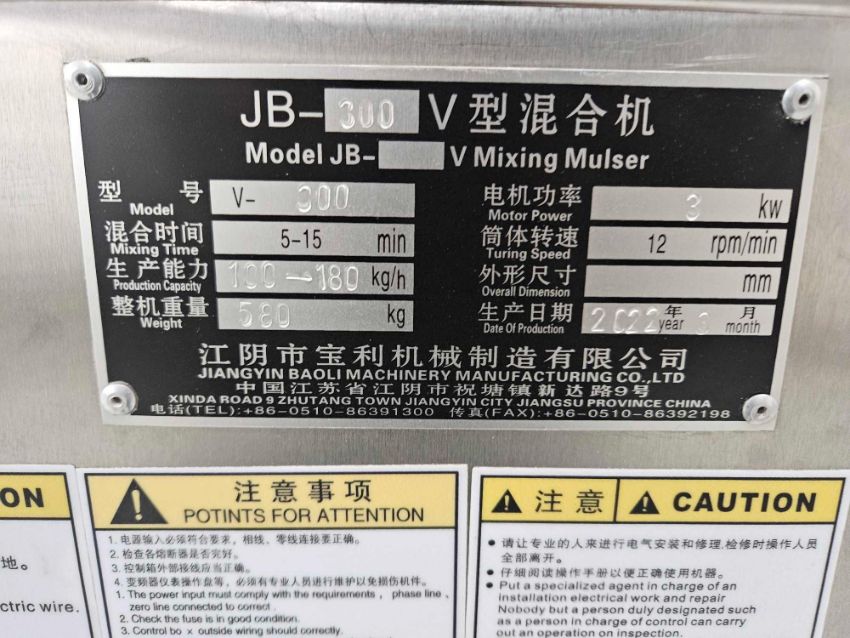 JB-300 V型混合机
Model JB- V Mixing Mulser
型 号 Model V- 300
电机功率 Motor Power 3 kw
混合时间 Mixing Time 5-15 min
筒体转速 Turing Speed 12 rpm/min
生产能力 Production Capacity 100-180 kg/h
外形尺寸 Overall Dimension mm
整机重量 Weight 580 kg
生产日期 Date Of Production 2022 年 year 3 月 month
江阴市宝利机械制造有限公司
JIANGYIN BAOLI MACHINERY MANUFACTURING CO.,LTD
中国江苏省江阴市祝塘镇新达路9号
XINDA ROAD 9 ZHUTANG TOWN JIANGYIN CITY JIANGSU PROVINCE CHINA
电话(TEL):+86-0510-86391300 传真(FAX):+86-0510-86392198
ON
地。
ctric wire.
注意事项
POTINTS FOR ATTENTION
1. 电源输入必须符合要求，相线、零线连接要正确。
2. 检查各熔断器是否完好。
3. 控制箱外部接线应当正确。
4. 变频器仪表操作盘等，必须有专业人员进行维护以免损伤机件。
1. The power input must comply with the requirements , phase line 、
zero line connected to correct .
2. Check the fuse is in good condition.
3. Control bo × outside wiring should correctly.
注意 CAUTION
● 请让专业的人来进行电气安装和修理,检修时操作人员
全部离开。
● 仔细阅读操作手册以便正确使用机器。
● Put a specialized agent in charge of an
installation electrical work and repair
Nobody but a person duly designated such
as a person in charge of control can carry
out an operation on inspection.